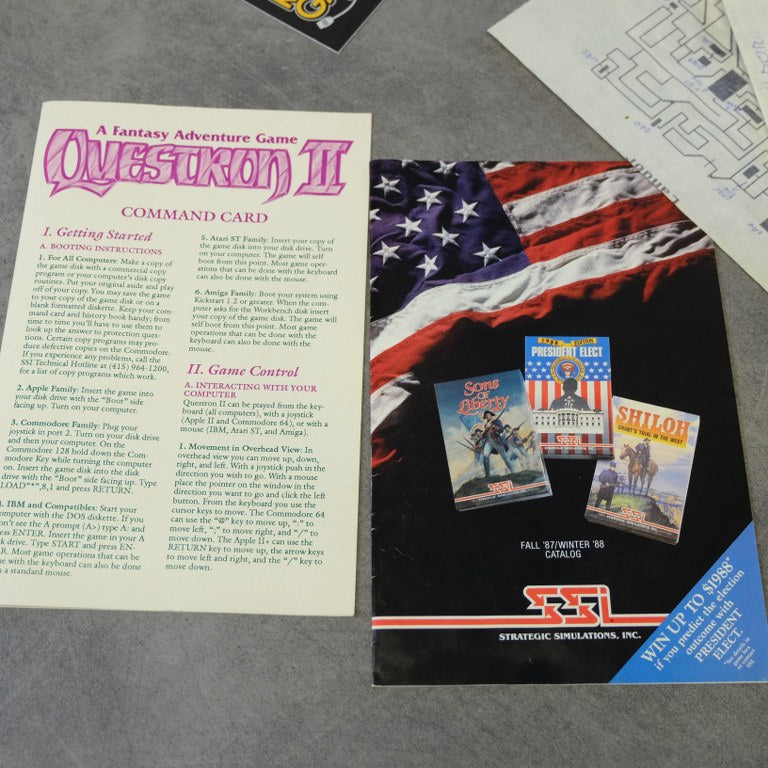 A Fantasy Adventure Game
QUESTRON II
COMMAND CARD
I. Getting Started
A. BOOTING INSTRUCTIONS
1. For All Computers: Make a copy of
the game disk with a commercial copy
program or your computer's disk copy
routines. Put your original aside and play
off of your copy. You may save the game
to your copy of the game disk or on a
blank formatted diskette. Keep your com-
mand card and history book handy; from
time to time you'll have to use them to
look up the answer to protection ques-
tions. Certain copy programs may pro-
duce defective copies on the Commodore.
If you experience any problems, call the
SSI Technical Hotline at (415) 964-1200,
for a list of copy programs which work.
2. Apple Family: Insert the game into
your disk drive with the "Boot" side
facing up. Turn on your computer.
3. Commodore Family: Plug your
joystick in port 2. Turn on your disk drive
and then your computer. On the
Commodore 128 hold down the Com-
modore Key while turning the computer
on. Insert the game disk into the disk
drive with the "Boot" side facing up. Type
LOAD"*",8,1 and press RETURN.
4. IBM and Compatibles: Start your
computer with the DOS diskette. If you
don't see the A prompt (A>) type A: and
press ENTER. Insert the game in your A
disk drive. Type START and press EN-
TER. Most game operations that can be
with the keyboard can also be done
a standard mouse.
5. Atari ST Family: Insert your copy of
the game disk into your disk drive. Turn
on your computer. The game will self
boot from this point. Most game oper-
ations that can be done with the keyboard
can also be done with the mouse.
6. Amiga Family: Boot your system using
Kickstart 1.2 or greater. When the com-
puter asks for the Workbench disk insert
your copy of the game disk. The game will
self boot from this point. Most game
operations that can be done with the
keyboard can also be done with the
mouse.
II. Game Control
A. INTERACTING WITH YOUR
COMPUTER
Questron II can be played from the key-
board (all computers), with a joystick
(Apple II and Commodore 64), or with a
mouse (IBM, Atari ST, and Amiga).
1. Movement in Overhead View: In
overhead view you can move up, down,
right, and left. With a joystick push in the
direction you wish to go. With a mouse
place the pointer on the window in the
direction you want to go and click the left
button. From the keyboard you use the
cursor keys to move. The Commodore 64
can use the "@" key to move up, ":" to
move left, ";" to move right, and "/" to
move down. The Apple II+ can use the
RETURN key to move up, the arrow keys
to move left and right, and the "/" key to
move down.
Sons
OF
Liberty
SSI
STRATEGIC SIMULATIONS, INC.
1988 EDITION
PRESIDENT ELECT
SSI
STRATEGIC SIMULATIONS, INC.
SHILOH
GRANT'S TRIAL IN THE WEST
SSI
FALL '87/WINTER '88
CATALOG
SSI
STRATEGIC SIMULATIONS, INC.
WIN UP TO $1988*
if you predict the election
outcome with
PRESIDENT
ELECT.
*See details in
game box
or contact
SSI.